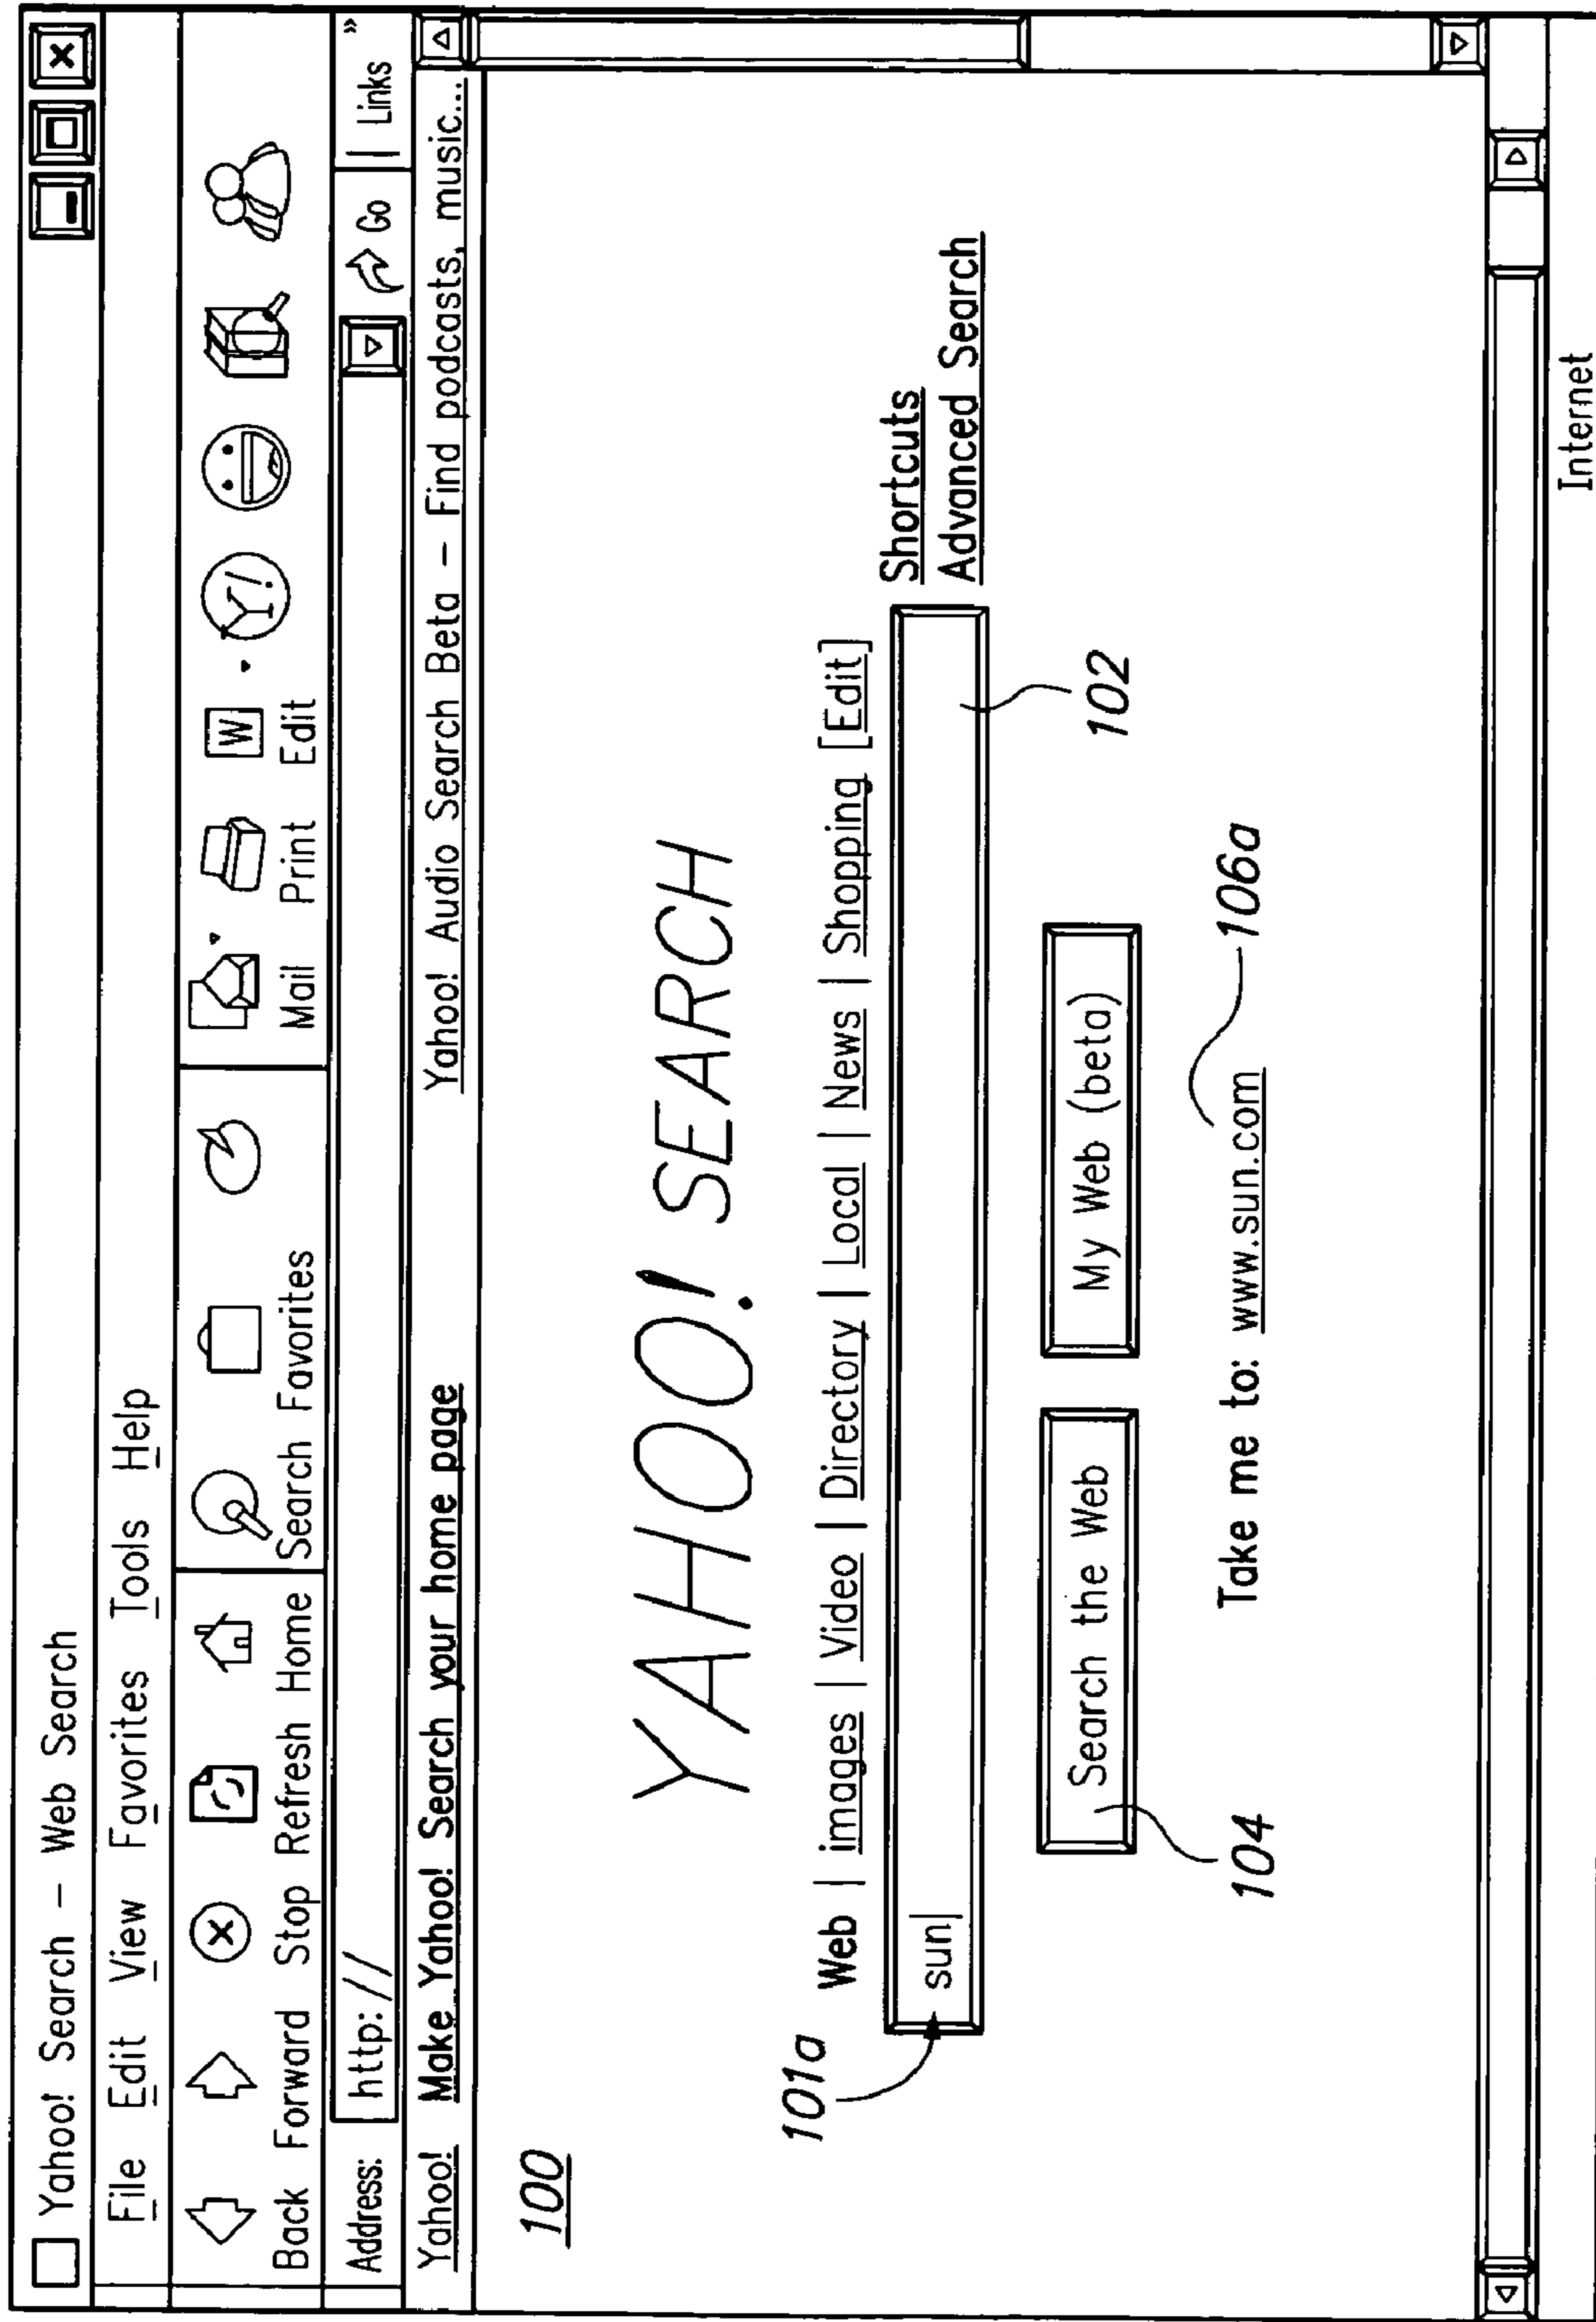 Yahoo! Search – Web Search
File Edit View Favorites Tools Help
W Y!
Back Forward Stop Refresh Home Search Favorites Mail Print Edit
Address: http:// Go | Links »
Yahoo! Make Yahoo! Search your home page Yahoo! Audio Search Beta – Find podcasts, music...
100
YAHOO! SEARCH
101a
Web | images | Video | Directory | Local | News | Shopping [Edit]
sun
Shortcuts
Advanced Search
102
Search the Web
My Web (beta)
104
Take me to: www.sun.com
106a
Internet